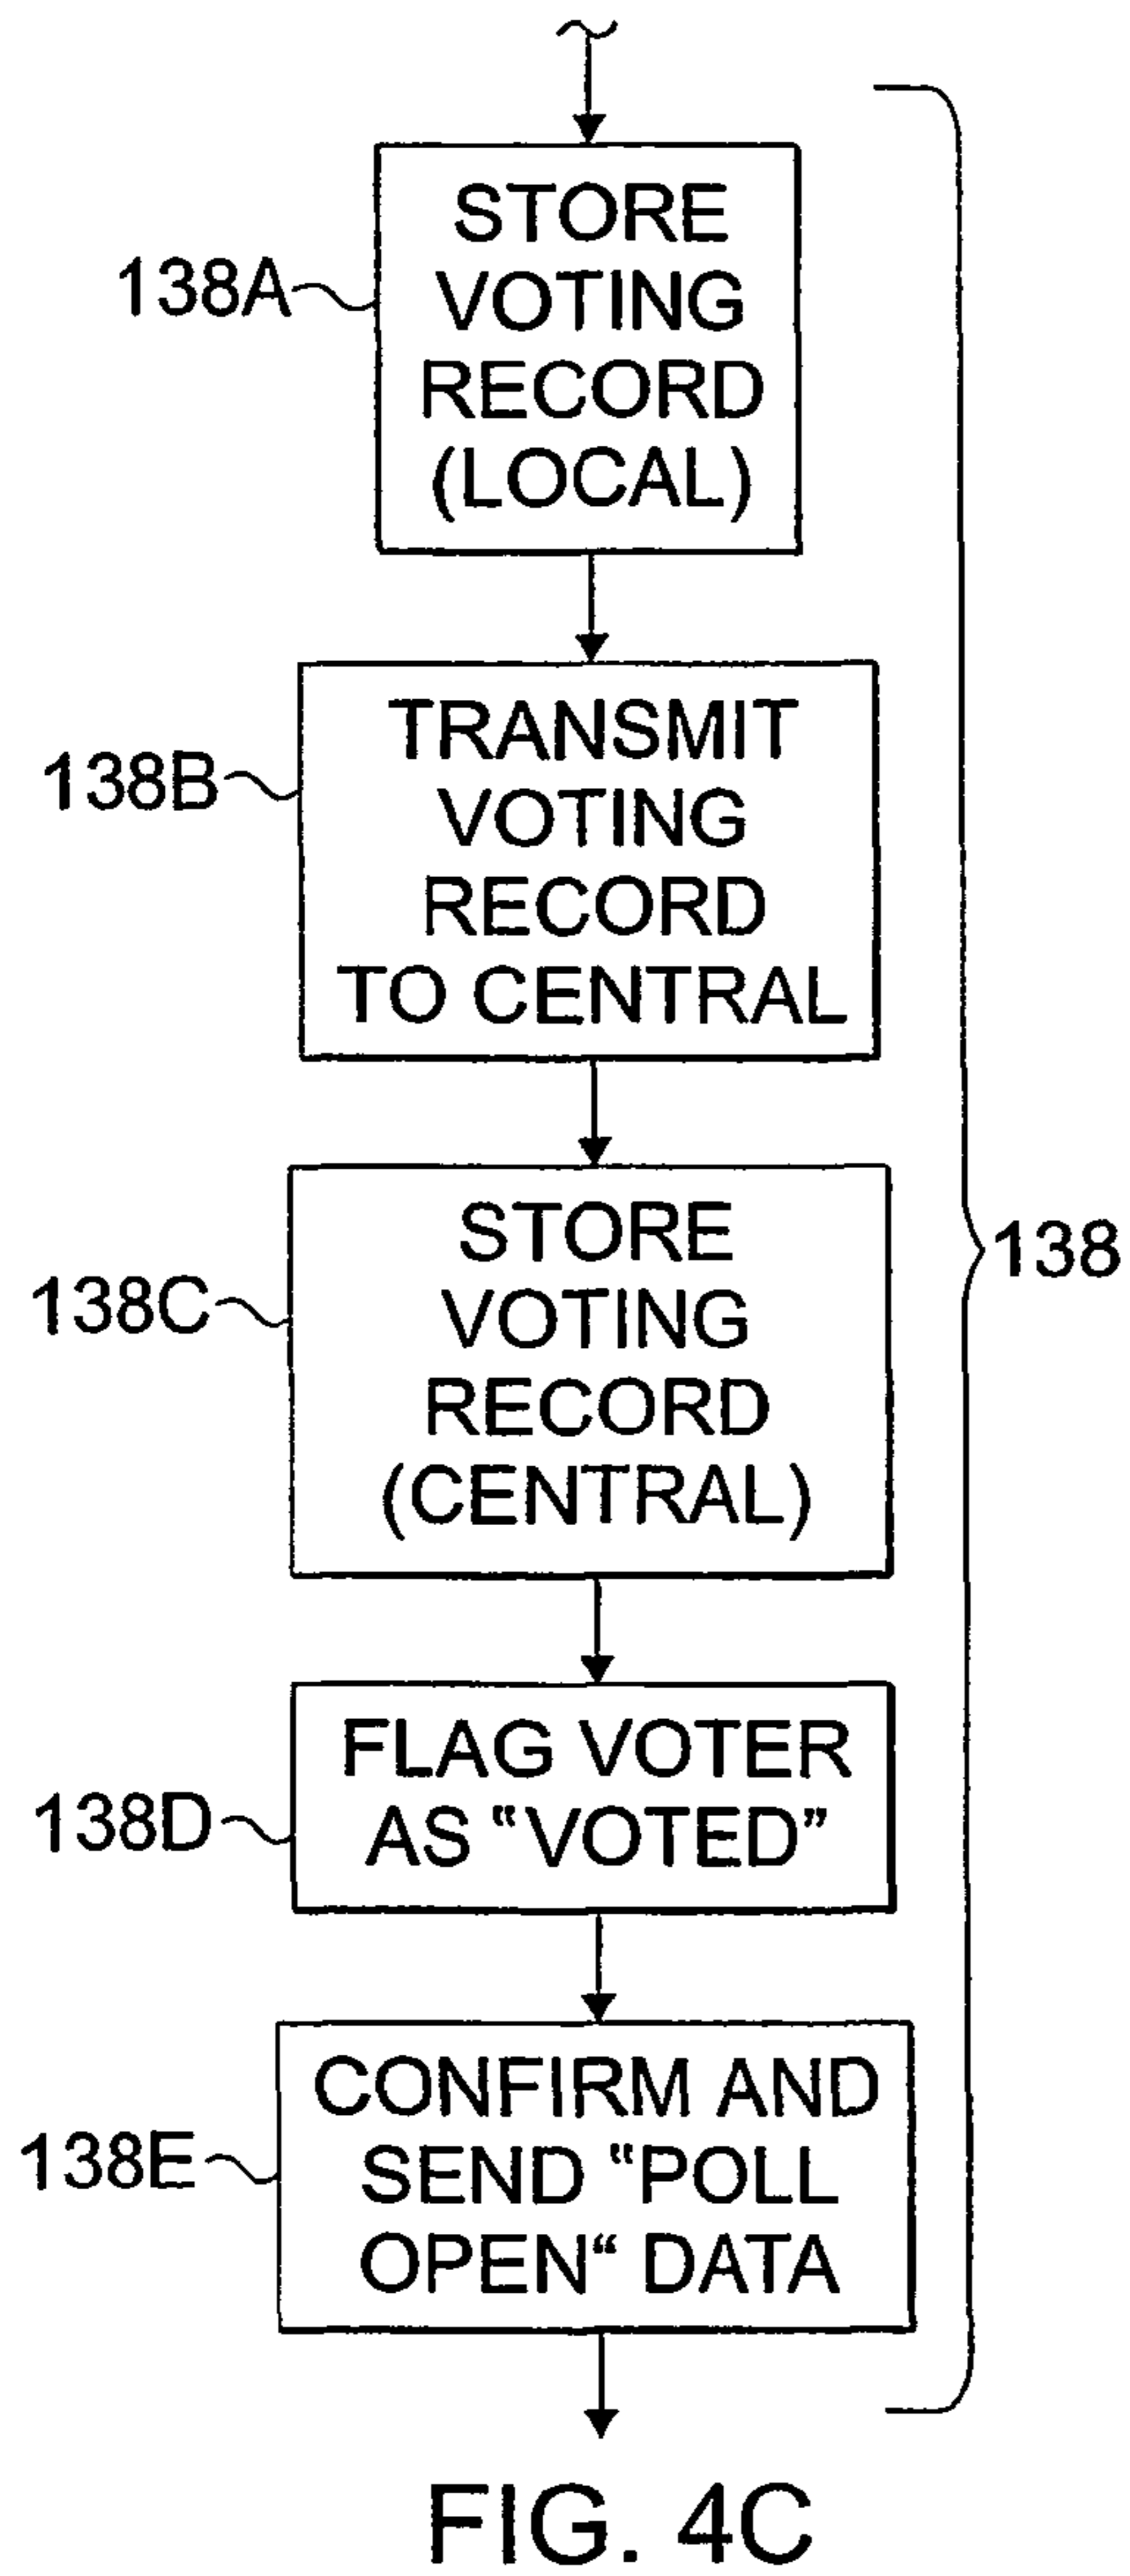 138A
STORE
VOTING
RECORD
(LOCAL)
138B
TRANSMIT
VOTING
RECORD
TO CENTRAL
138C
STORE
VOTING
RECORD
(CENTRAL)
138
138D
FLAG VOTER
AS “VOTED”
138E
CONFIRM AND
SEND “POLL
OPEN“ DATA
FIG. 4C